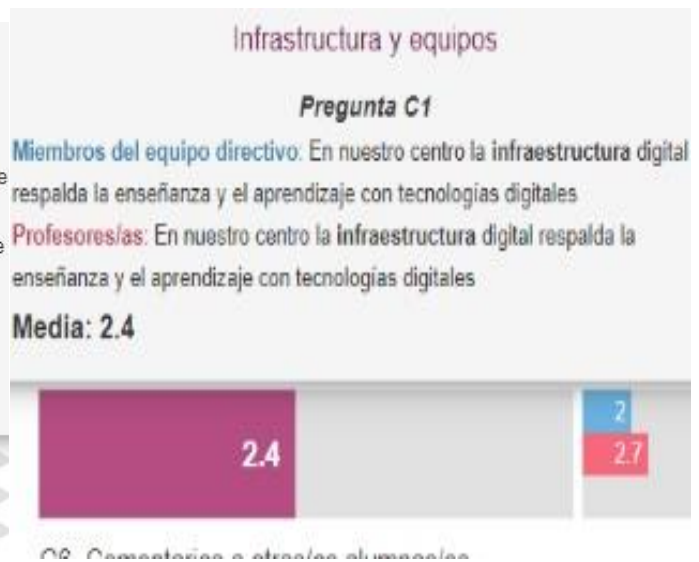 Infrastructura y equipos
Pregunta C1
Miembros del equipo directivo: En nuestro centro la infraestructura digital
respalda la enseñanza y el aprendizaje con tecnologías digitales
Profesores/as: En nuestro centro la infraestructura digital respalda la
enseñanza y el aprendizaje con tecnologías digitales
Media: 2.4
2.4
2
2.7